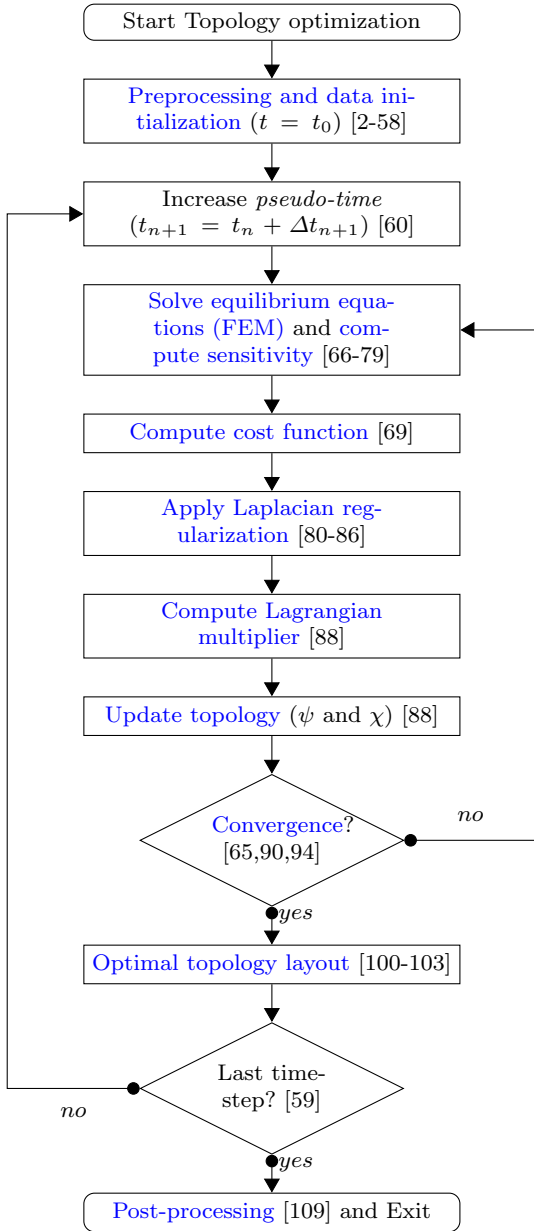 Start Topology optimization
Preprocessing and data ini-
tialization (t = t₀) [2-58]
Increase pseudo-time
(tₙ₊₁ = tₙ + Δtₙ₊₁) [60]
Solve equilibrium equa-
tions (FEM) and com-
pute sensitivity [66-79]
Compute cost function [69]
Apply Laplacian reg-
ularization [80-86]
Compute Lagrangian
multiplier [88]
Update topology (ψ and χ) [88]
Convergence?
[65,90,94]
no
yes
Optimal topology layout [100-103]
Last time-
step? [59]
no
yes
Post-processing [109] and Exit